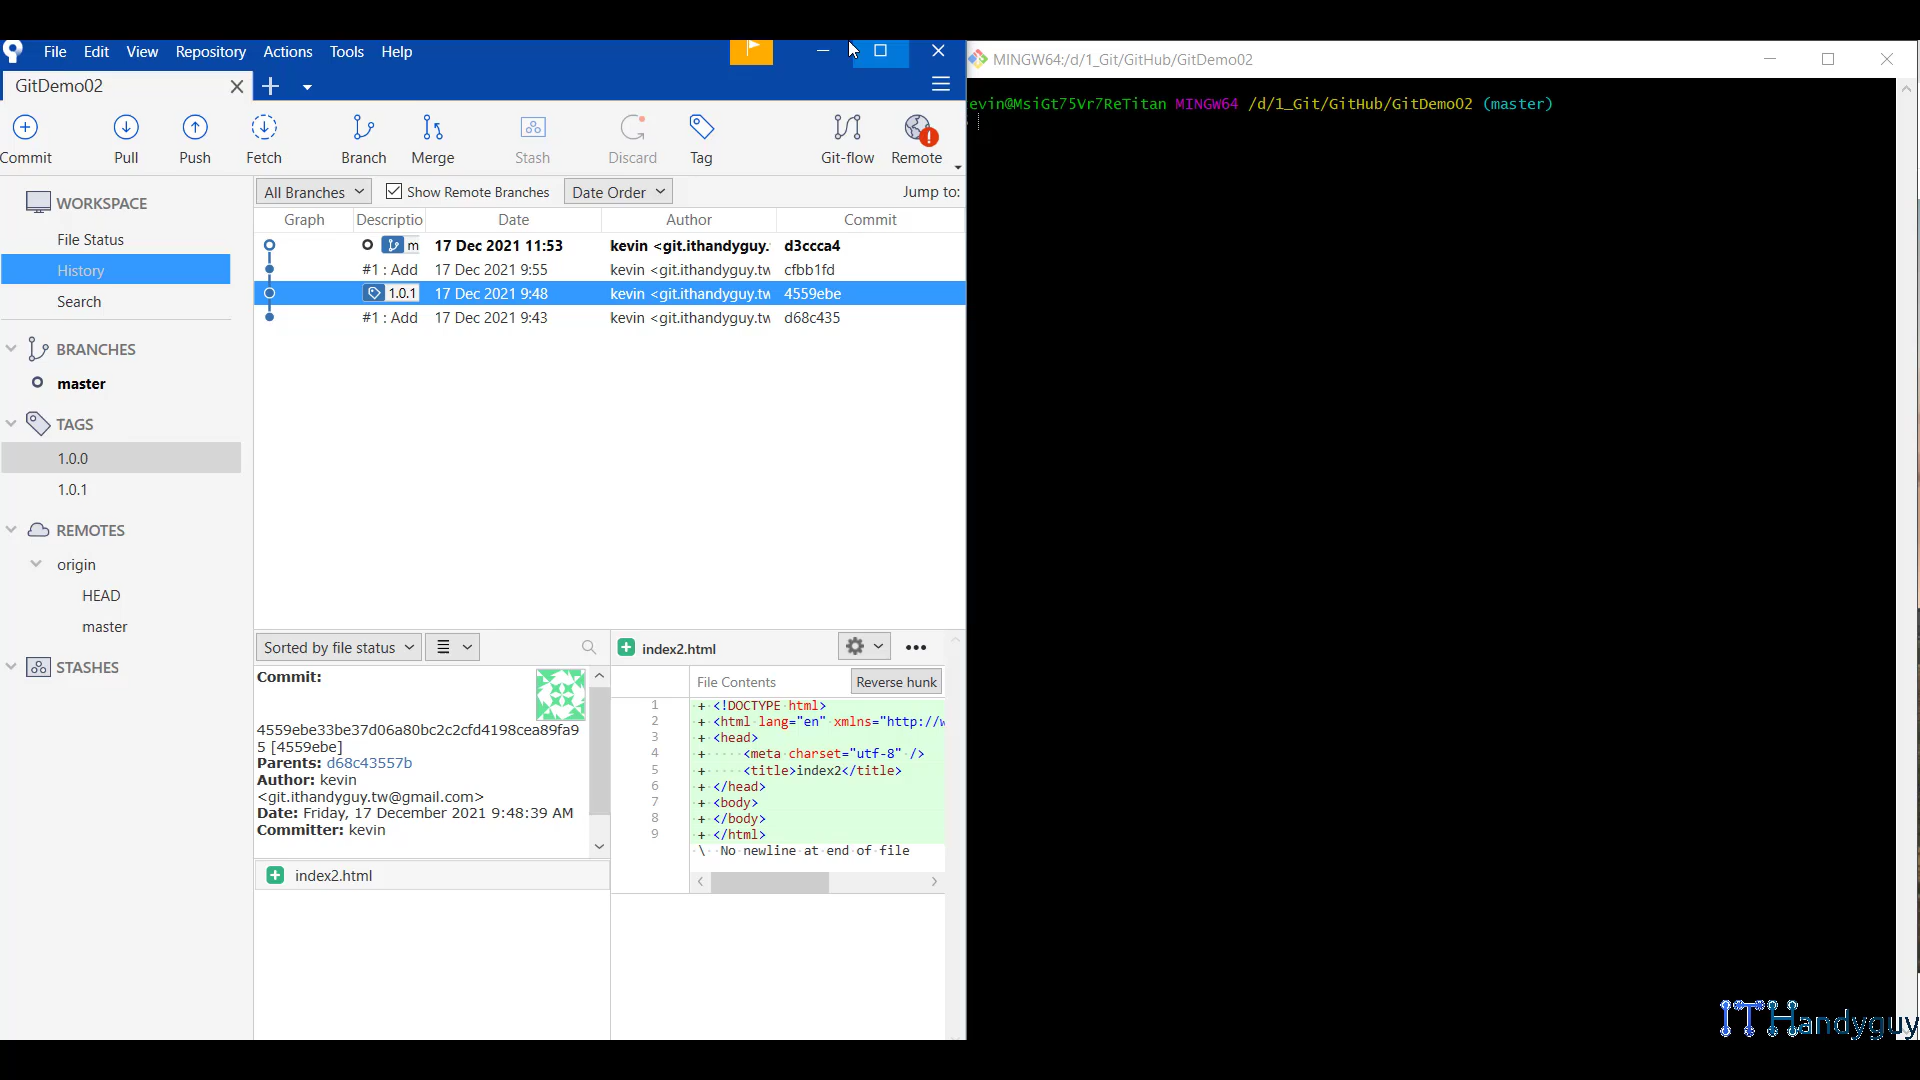 File Edit View Repository Actions Tools Help
MINGW64:/d/1_Git/GitHub/GitDemo02
GitDemo02
evin@MsiGt75Vr7ReTitan MINGW64 /d/1_Git/GitHub/GitDemo02 (master)
Commit Pull Push Fetch Branch Merge Stash Discard Tag Git-flow Remote
WORKSPACE
File Status
History
Search
BRANCHES
master
TAGS
1.0.0
1.0.1
REMOTES
origin
HEAD
master
STASHES
All Branches Show Remote Branches Date Order Jump to:
Graph Descriptio Date Author Commit
m 17 Dec 2021 11:53 kevin <git.ithandyguy. d3ccca4
#1 : Add 17 Dec 2021 9:55 kevin <git.ithandyguy.tw cfbb1fd
1.0.1 17 Dec 2021 9:48 kevin <git.ithandyguy.tw 4559ebe
#1 : Add 17 Dec 2021 9:43 kevin <git.ithandyguy.tw d68c435
Sorted by file status
Commit:
4559ebe33be37d06a80bc2c2cfd4198cea89fa9
5 [4559ebe]
Parents: d68c43557b
Author: kevin
<git.ithandyguy.tw@gmail.com>
Date: Friday, 17 December 2021 9:48:39 AM
Committer: kevin
index2.html
index2.html
File Contents Reverse hunk
1 + <!DOCTYPE html>
2 + <html lang="en" xmlns="http://w
3 + <head>
4 + <meta charset="utf-8" />
5 + <title>index2</title>
6 + </head>
7 + <body>
8 + </body>
9 + </html>
\ No newline at end of file
ITHandyguy